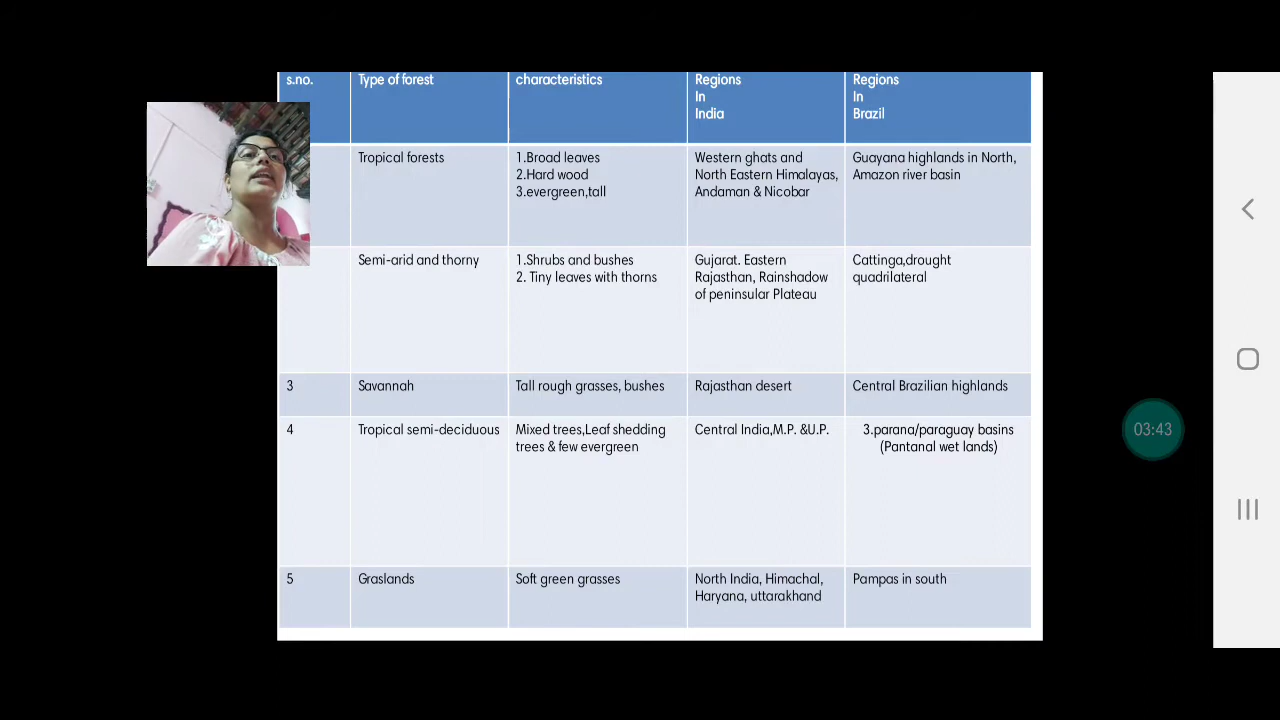 s.no.
Type of forest
characteristics
Regions
In
India
Regions
In
Brazil
Tropical forests
1.Broad leaves
2.Hard wood
3.evergreen,tall
Western ghats and
North Eastern Himalayas,
Andaman & Nicobar
Guayana highlands in North,
Amazon river basin
Semi-arid and thorny
1.Shrubs and bushes
2. Tiny leaves with thorns
Gujarat. Eastern
Rajasthan, Rainshadow
of peninsular Plateau
Cattinga,drought
quadrilateral
3
Savannah
Tall rough grasses, bushes
Rajasthan desert
Central Brazilian highlands
4
Tropical semi-deciduous
Mixed trees,Leaf shedding
trees & few evergreen
Central India,M.P. &U.P.
3.parana/paraguay basins
(Pantanal wet lands)
5
Graslands
Soft green grasses
North India, Himachal,
Haryana, uttarakhand
Pampas in south
03:43